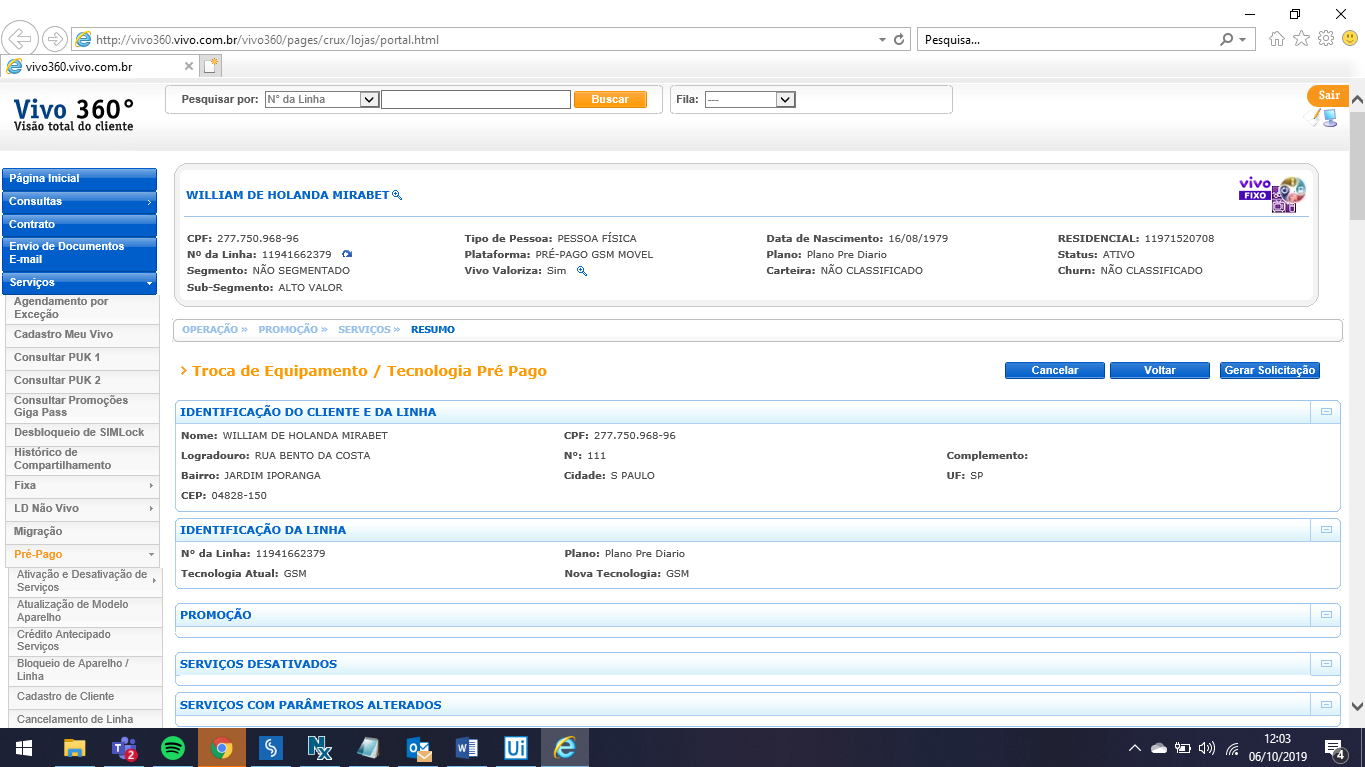 http://vivo360.vivo.com.br/vivo360/pages/crux/lojas/portal.html
Pesquisa...
vivo360.vivo.com.br
Vivo 360°
Visão total do cliente
Pesquisar por: N° da Linha Buscar
Fila: ---
Sair
Página Inicial
Consultas
Contrato
Envio de Documentos
E-mail
Serviços
Agendamento por
Exceção
Cadastro Meu Vivo
Consultar PUK 1
Consultar PUK 2
Consultar Promoções
Giga Pass
Desbloqueio de SIMLock
Histórico de
Compartilhamento
Fixa
LD Não Vivo
Migração
Pré-Pago
Ativação e Desativação de
Serviços
Atualização de Modelo
Aparelho
Crédito Antecipado
Serviços
Bloqueio de Aparelho /
Linha
Cadastro de Cliente
Cancelamento de Linha
WILLIAM DE HOLANDA MIRABET
vivo
FIXO
CPF: 277.750.968-96 Tipo de Pessoa: PESSOA FÍSICA Data de Nascimento: 16/08/1979 RESIDENCIAL: 11971520708
Nº da Linha: 11941662379 Plataforma: PRÉ-PAGO GSM MOVEL Plano: Plano Pre Diario Status: ATIVO
Segmento: NÃO SEGMENTADO Vivo Valoriza: Sim Carteira: NÃO CLASSIFICADO Churn: NÃO CLASSIFICADO
Sub-Segmento: ALTO VALOR
OPERAÇÃO » PROMOÇÃO » SERVIÇOS » RESUMO
Troca de Equipamento / Tecnologia Pré Pago
Cancelar Voltar Gerar Solicitação
IDENTIFICAÇÃO DO CLIENTE E DA LINHA
Nome: WILLIAM DE HOLANDA MIRABET CPF: 277.750.968-96
Logradouro: RUA BENTO DA COSTA Nº: 111 Complemento:
Bairro: JARDIM IPORANGA Cidade: S PAULO UF: SP
CEP: 04828-150
IDENTIFICAÇÃO DA LINHA
Nº da Linha: 11941662379 Plano: Plano Pre Diario
Tecnologia Atual: GSM Nova Tecnologia: GSM
PROMOÇÃO
SERVIÇOS DESATIVADOS
SERVIÇOS COM PARÂMETROS ALTERADOS
2
Ui
12:03
06/10/2019
4